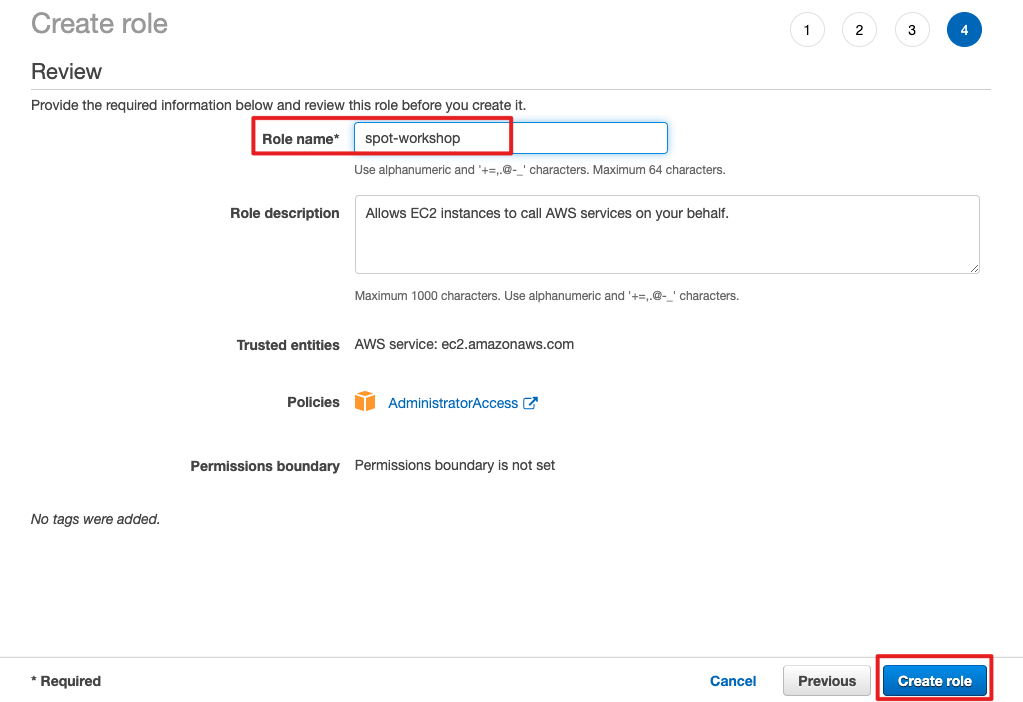 Create role
1 2 3 4
Review
Provide the required information below and review this role before you create it.
Role name* spot-workshop
Use alphanumeric and '+=,.@-_' characters. Maximum 64 characters.
Role description Allows EC2 instances to call AWS services on your behalf.
Maximum 1000 characters. Use alphanumeric and '+=,.@-_' characters.
Trusted entities AWS service: ec2.amazonaws.com
Policies AdministratorAccess
Permissions boundary Permissions boundary is not set
No tags were added.
* Required Cancel Previous Create role